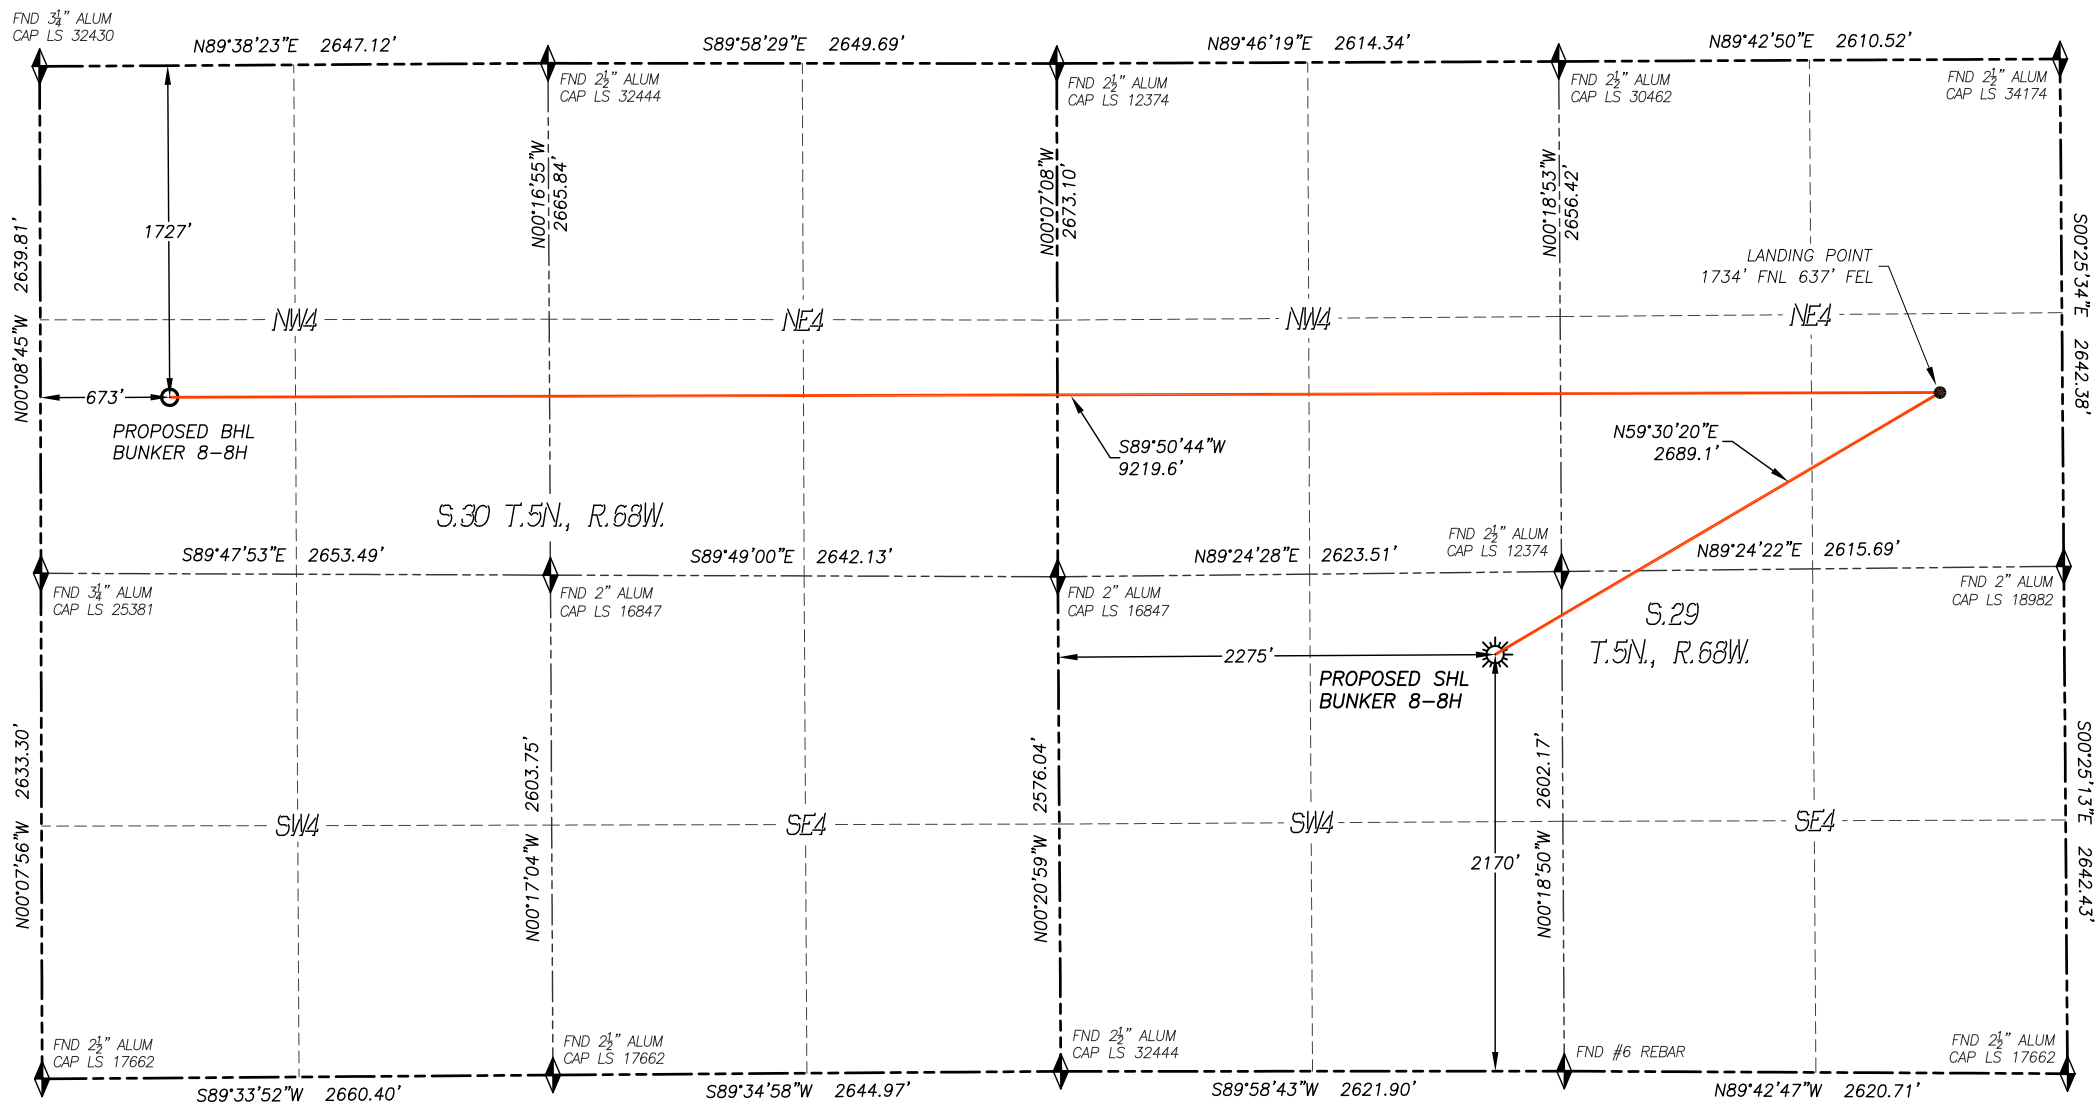 FND 3¼" ALUM
CAP LS 32430
N89°38'23"E 2647.12'
S89°58'29"E 2649.69'
N89°46'19"E 2614.34'
N89°42'50"E 2610.52'
FND 2½" ALUM
CAP LS 32444
FND 2½" ALUM
CAP LS 12374
FND 2½" ALUM
CAP LS 30462
FND 2½" ALUM
CAP LS 34174
N00°08'45"W 2639.81'
1727'
N00°16'55"W
2665.84'
N00°07'08"W
2673.10'
N00°18'53"W
2656.42'
S00°25'34"E 2642.38'
LANDING POINT
1734' FNL 637' FEL
NW4
NE4
NW4
NE4
673'
PROPOSED BHL
BUNKER 8-8H
S89°50'44"W
9219.6'
N59°30'20"E
2689.1'
S.30 T.5N., R.68W.
S89°47'53"E 2653.49'
S89°49'00"E 2642.13'
N89°24'28"E 2623.51'
FND 2½" ALUM
CAP LS 12374
N89°24'22"E 2615.69'
FND 3¼" ALUM
CAP LS 25381
FND 2" ALUM
CAP LS 16847
FND 2" ALUM
CAP LS 16847
FND 2" ALUM
CAP LS 18982
S.29
T.5N., R.68W.
2275'
PROPOSED SHL
BUNKER 8-8H
N00°07'56"W 2633.30'
N00°17'04"W 2603.75'
N00°20'59"W 2576.04'
N00°18'50"W 2602.17'
S00°25'13"E 2642.43'
SW4
SE4
SW4
SE4
2170'
FND 2½" ALUM
CAP LS 17662
FND 2½" ALUM
CAP LS 17662
FND 2½" ALUM
CAP LS 32444
FND #6 REBAR
FND 2½" ALUM
CAP LS 17662
S89°33'52"W 2660.40'
S89°34'58"W 2644.97'
S89°58'43"W 2621.90'
N89°42'47"W 2620.71'